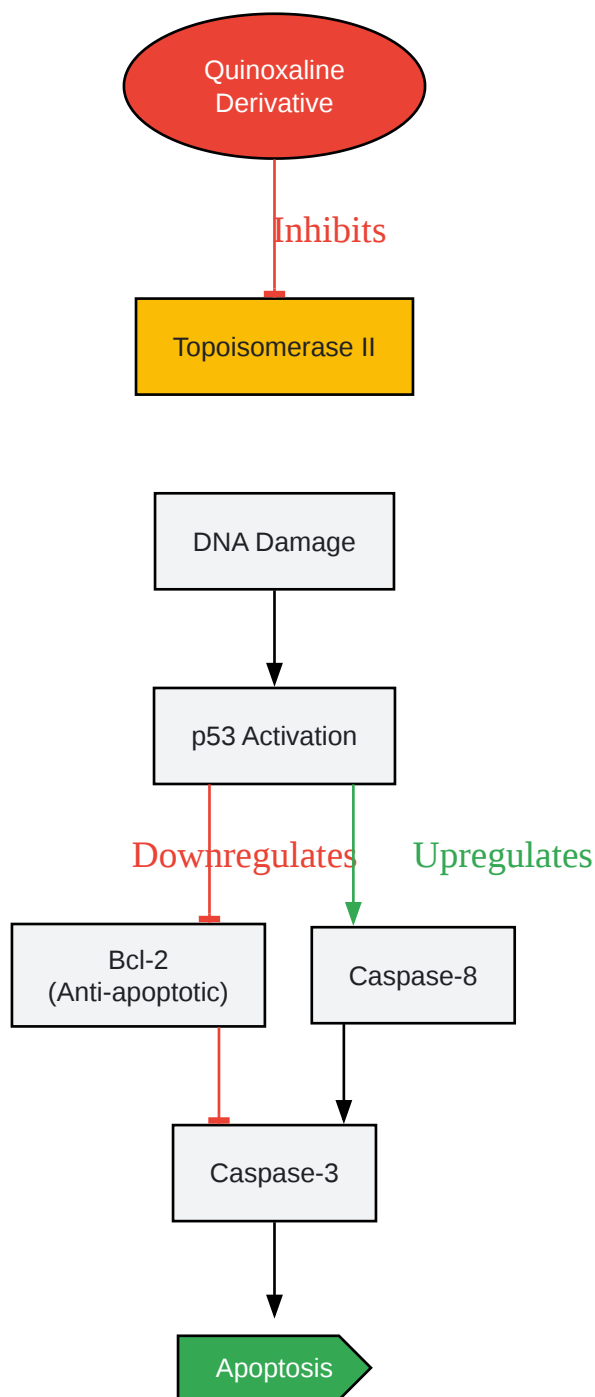 Quinoxaline
Derivative
Inhibits
Topoisomerase II
DNA Damage
p53 Activation
Downregulates
Upregulates
Bcl-2
(Anti-apoptotic)
Caspase-8
Caspase-3
Apoptosis